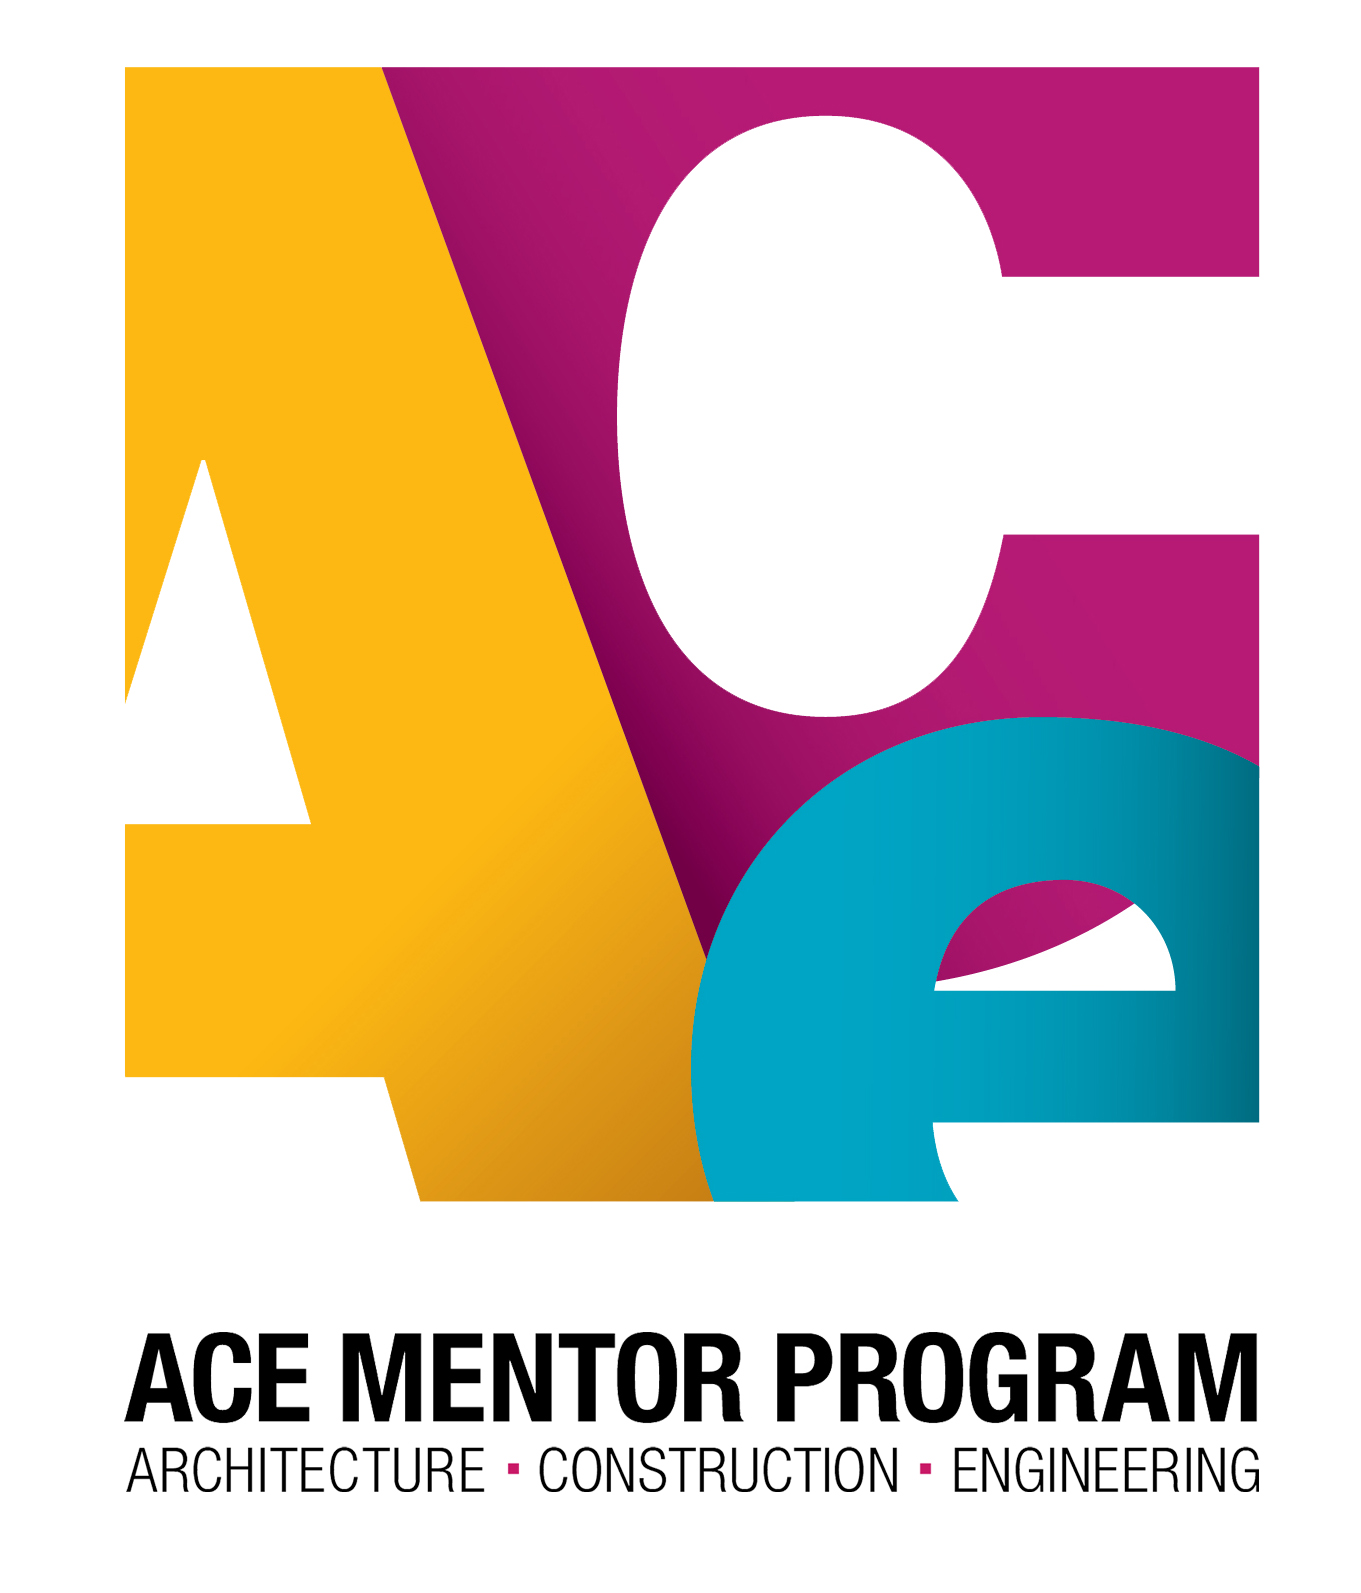 ACe
ACE MENTOR PROGRAM
ARCHITECTURE ▪ CONSTRUCTION ▪ ENGINEERING